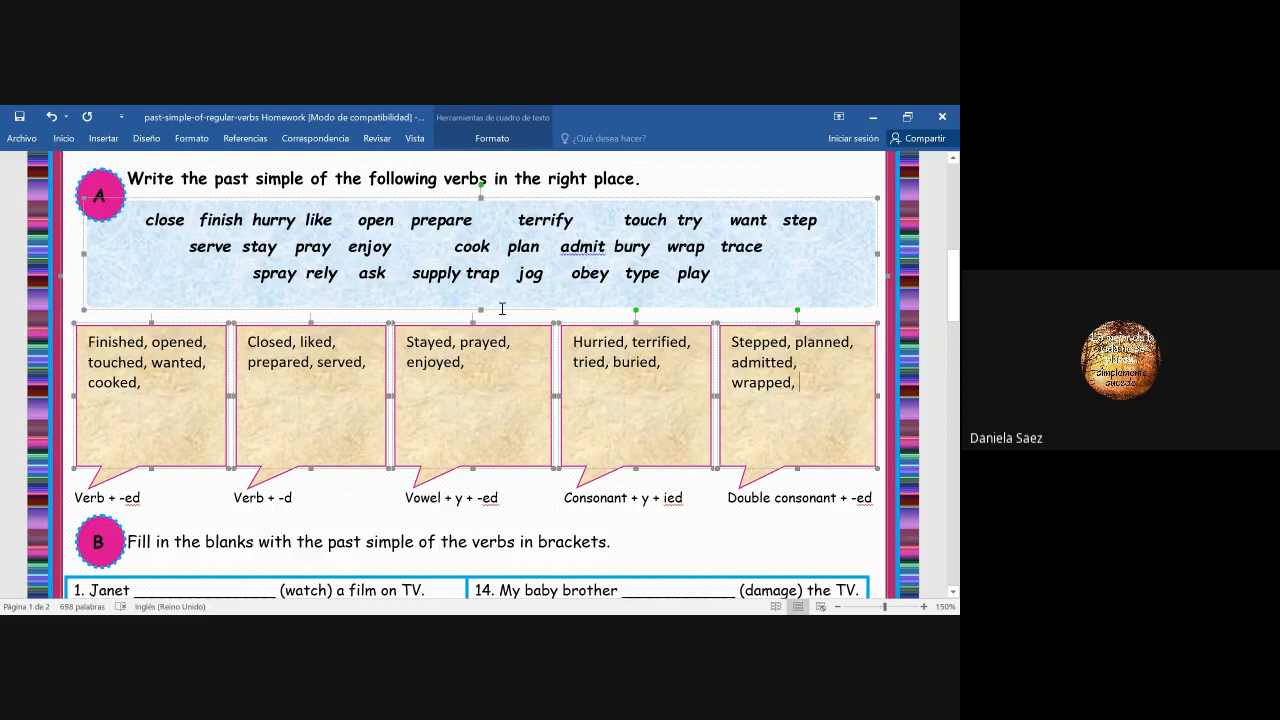 past-simple-of-regular-verbs Homework [Modo de compatibilidad] -...
Herramientas de cuadro de texto
Archivo Inicio Insertar Diseño Formato Referencias Correspondencia Revisar Vista Formato ¿Qué desea hacer? Iniciar sesión Compartir
A Write the past simple of the following verbs in the right place.
close finish hurry like open prepare terrify touch try want step
serve stay pray enjoy cook plan admit bury wrap trace
spray rely ask supply trap jog obey type play
Finished, opened,
touched, wanted,
cooked,
Closed, liked,
prepared, served,
Stayed, prayed,
enjoyed,
Hurried, terrified,
tried, buried,
Stepped, planned,
admitted,
wrapped,
Verb + -ed
Verb + -d
Vowel + y + -ed
Consonant + y + ied
Double consonant + -ed
B Fill in the blanks with the past simple of the verbs in brackets.
1. Janet ________________ (watch) a film on TV.
14. My baby brother _____________ (damage) the TV.
Página 1 de 2 698 palabras Inglés (Reino Unido) 150%
simplemente
sucede
Daniela Saez